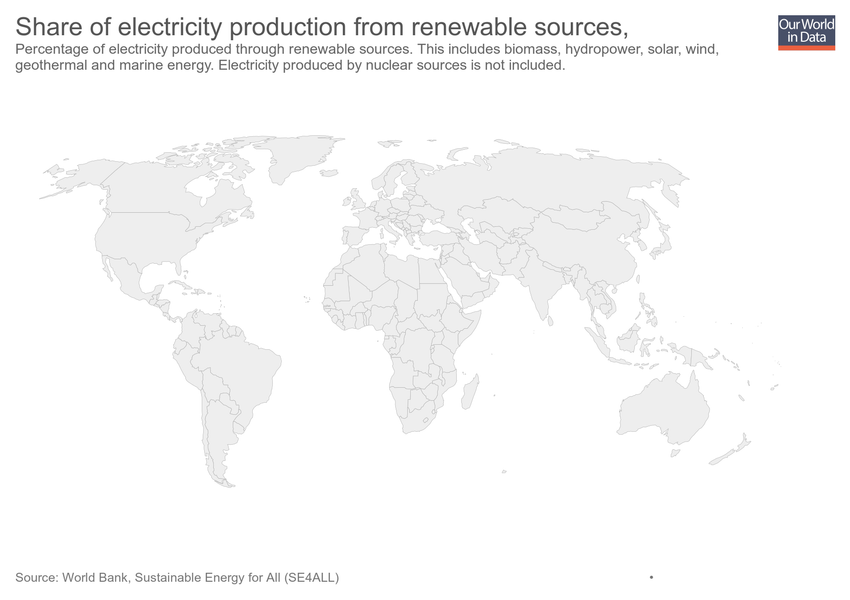 Share of electricity production from renewable sources,
Our World
in Data
Percentage of electricity produced through renewable sources. This includes biomass, hydropower, solar, wind,
geothermal and marine energy. Electricity produced by nuclear sources is not included.
Source: World Bank, Sustainable Energy for All (SE4ALL)
•